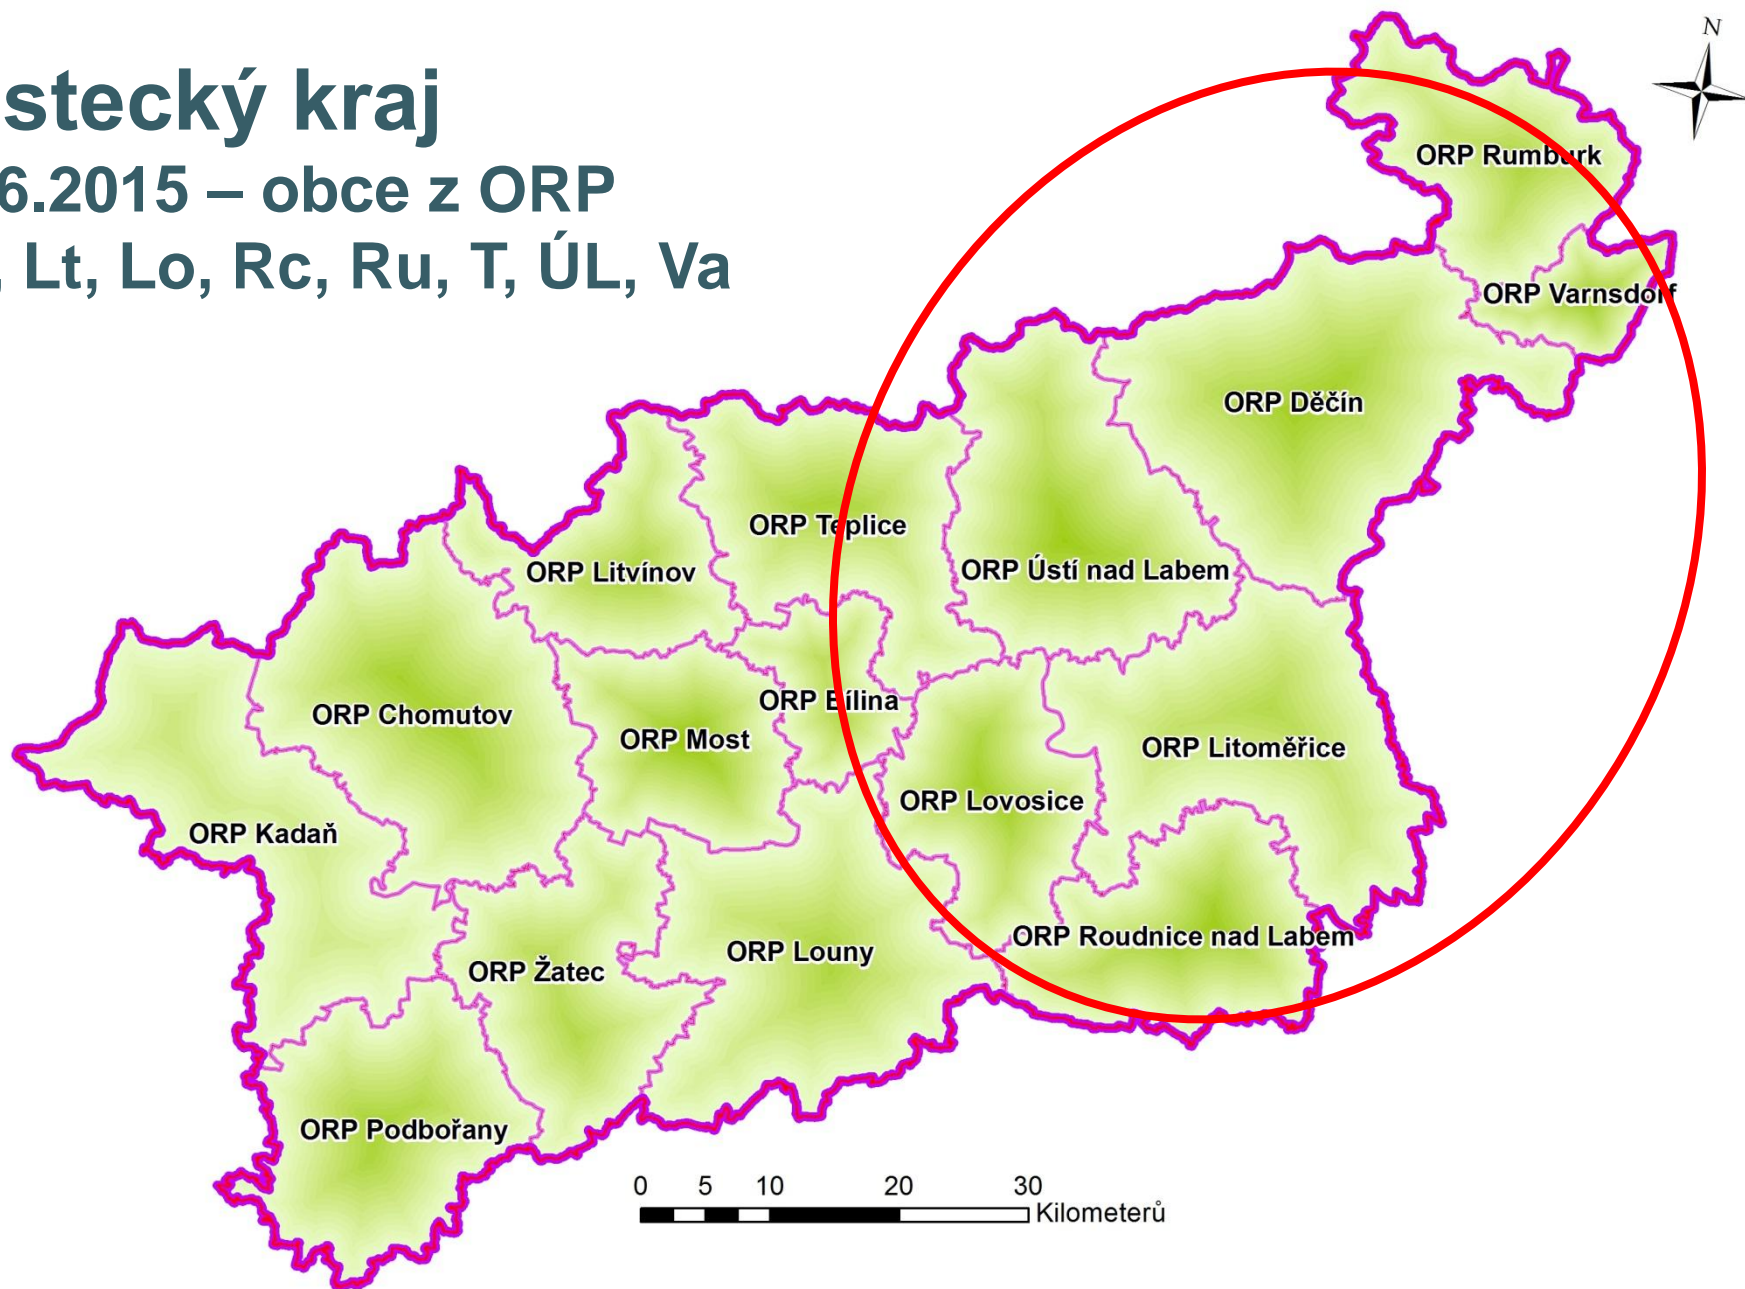 stecký kraj
6.2015 – obce z ORP
, Lt, Lo, Rc, Ru, T, ÚL, Va
N
ORP Rumburk
ORP Varnsdorf
ORP Děčín
ORP Teplice
ORP Litvínov
ORP Ústí nad Labem
ORP Bílina
ORP Chomutov
ORP Most
ORP Litoměřice
ORP Lovosice
ORP Kadaň
ORP Roudnice nad Labem
ORP Louny
ORP Žatec
ORP Podbořany
0 5 10 20 30
Kilometerů